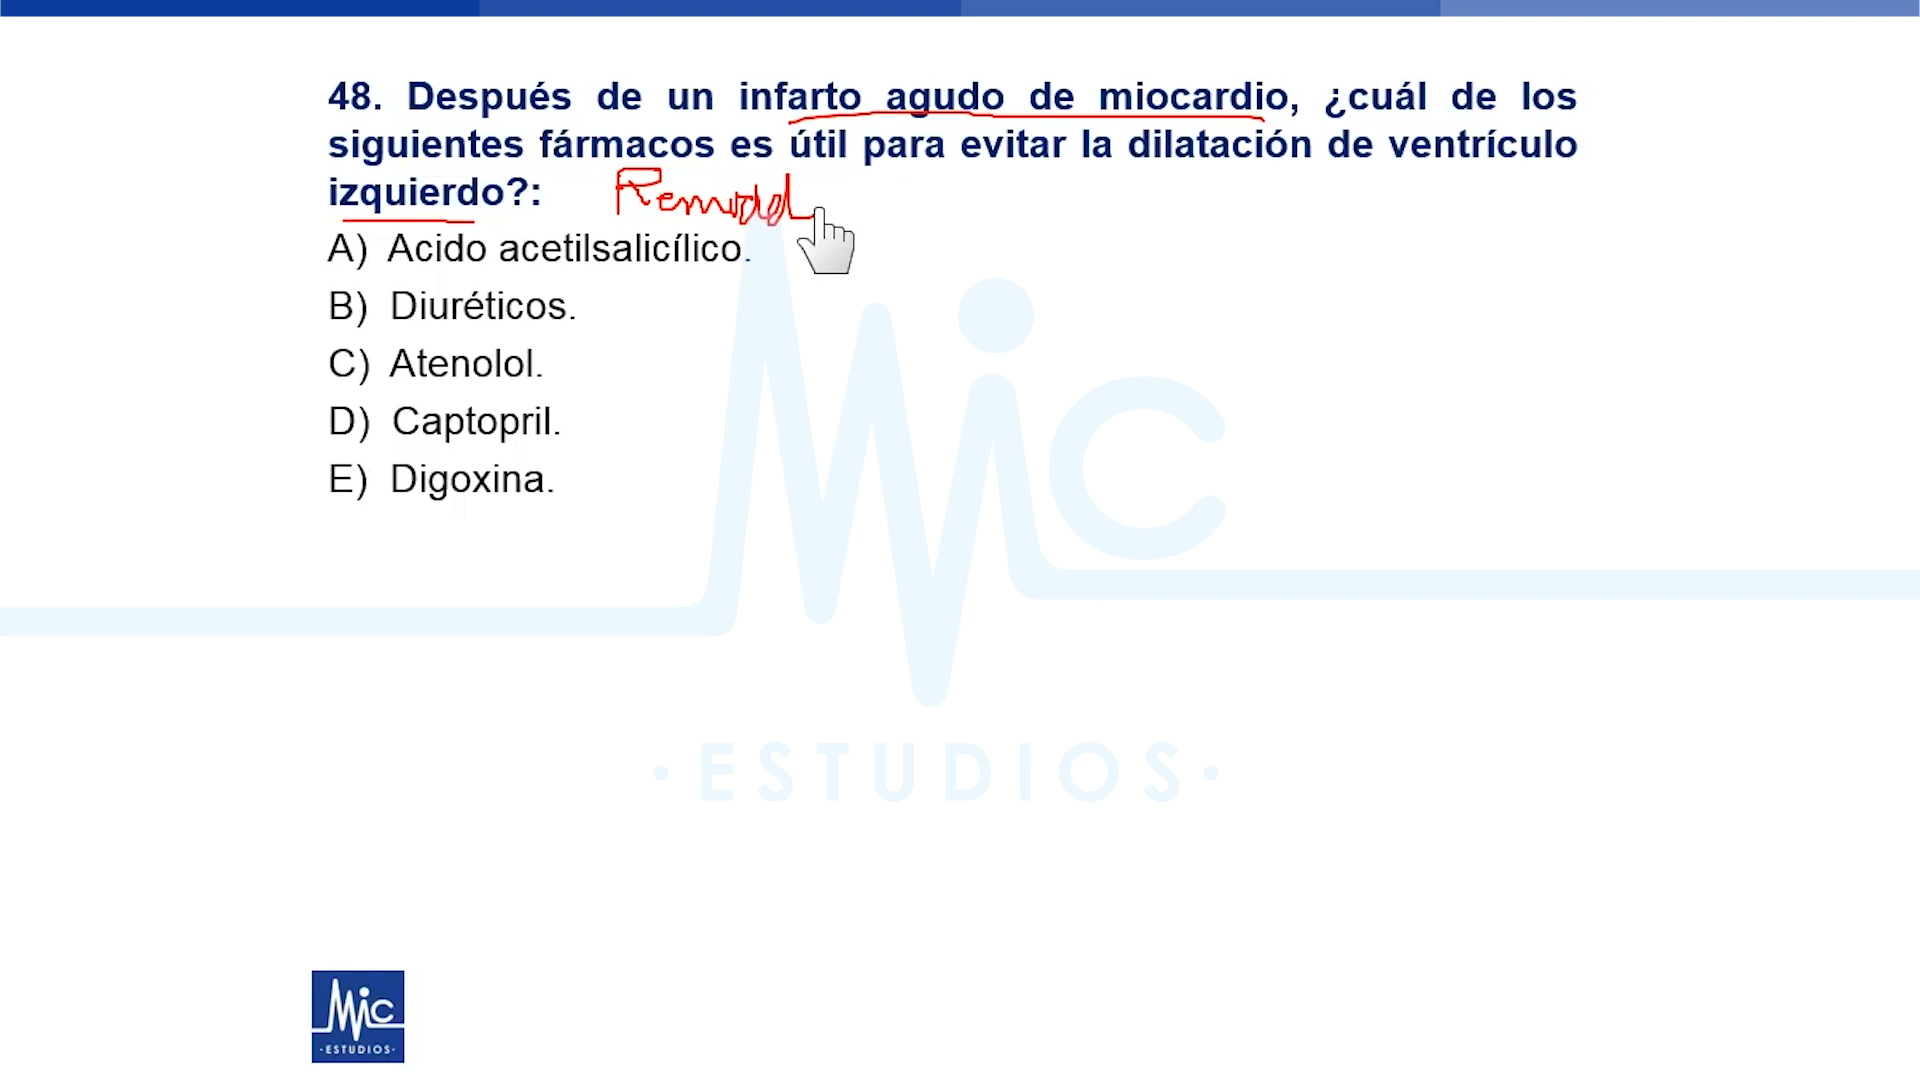 48. Después de un infarto agudo de miocardio, ¿cuál de los
siguientes fármacos es útil para evitar la dilatación de ventrículo
izquierdo?:
Remodel
A) Acido acetilsalicílico.
B) Diuréticos.
C) Atenolol.
D) Captopril.
E) Digoxina.
Mic
·ESTUDIOS·
Mic
·ESTUDIOS·